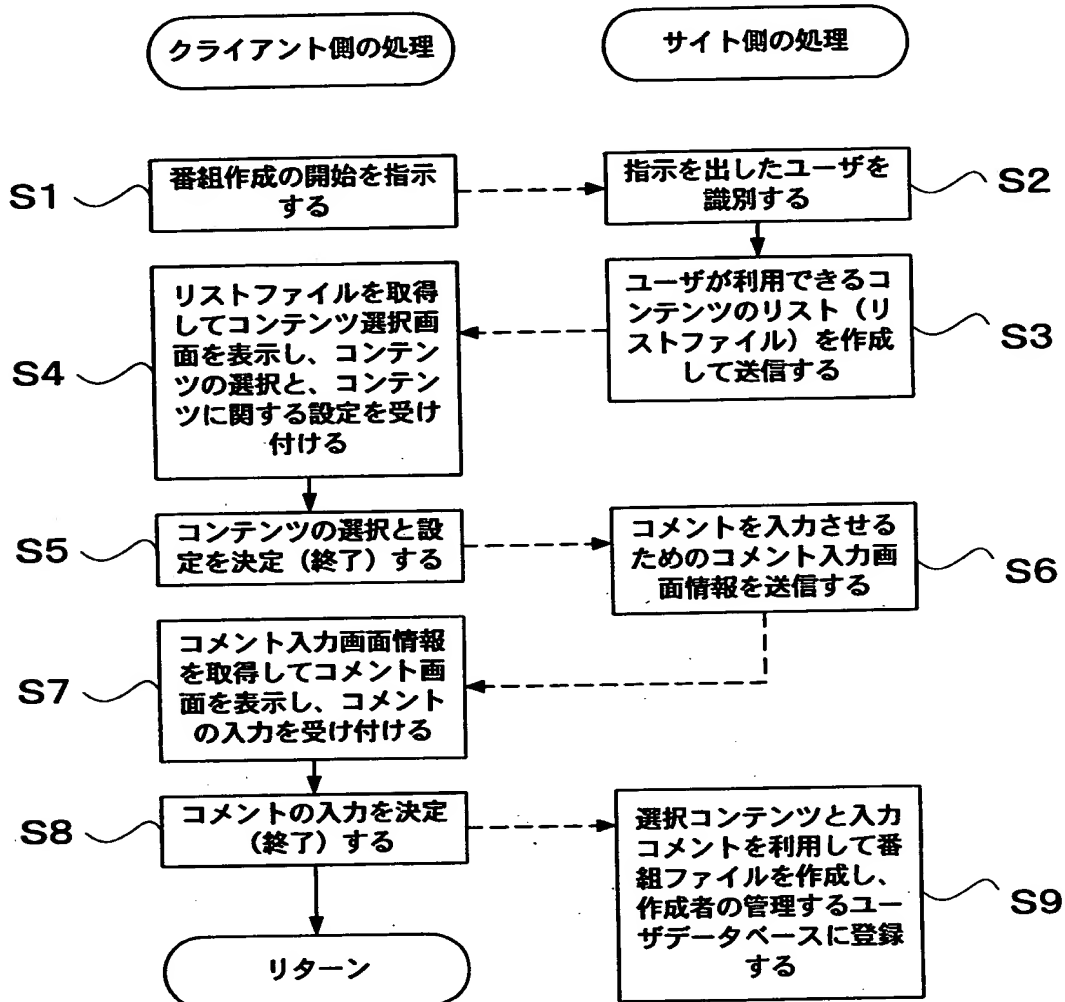 クライアント側の処理
サイト側の処理
S1
番組作成の開始を指示
する
指示を出したユーザを
識別する
S2
ユーザが利用できるコ
ンテンツのリスト（リ
ストファイル）を作成
して送信する
S3
S4
リストファイルを取得
してコンテンツ選択画
面を表示し、コンテン
ツの選択と、コンテン
ツに関する設定を受け
付ける
S5
コンテンツの選択と設
定を決定（終了）する
コメントを入力させる
ためのコメント入力画
面情報を送信する
S6
S7
コメント入力画面情報
を取得してコメント画
面を表示し、コメント
の入力を受け付ける
S8
コメントの入力を決定
（終了）する
選択コンテンツと入力
コメントを利用して番
組ファイルを作成し、
作成者の管理するユー
ザデータベースに登録
する
S9
リターン